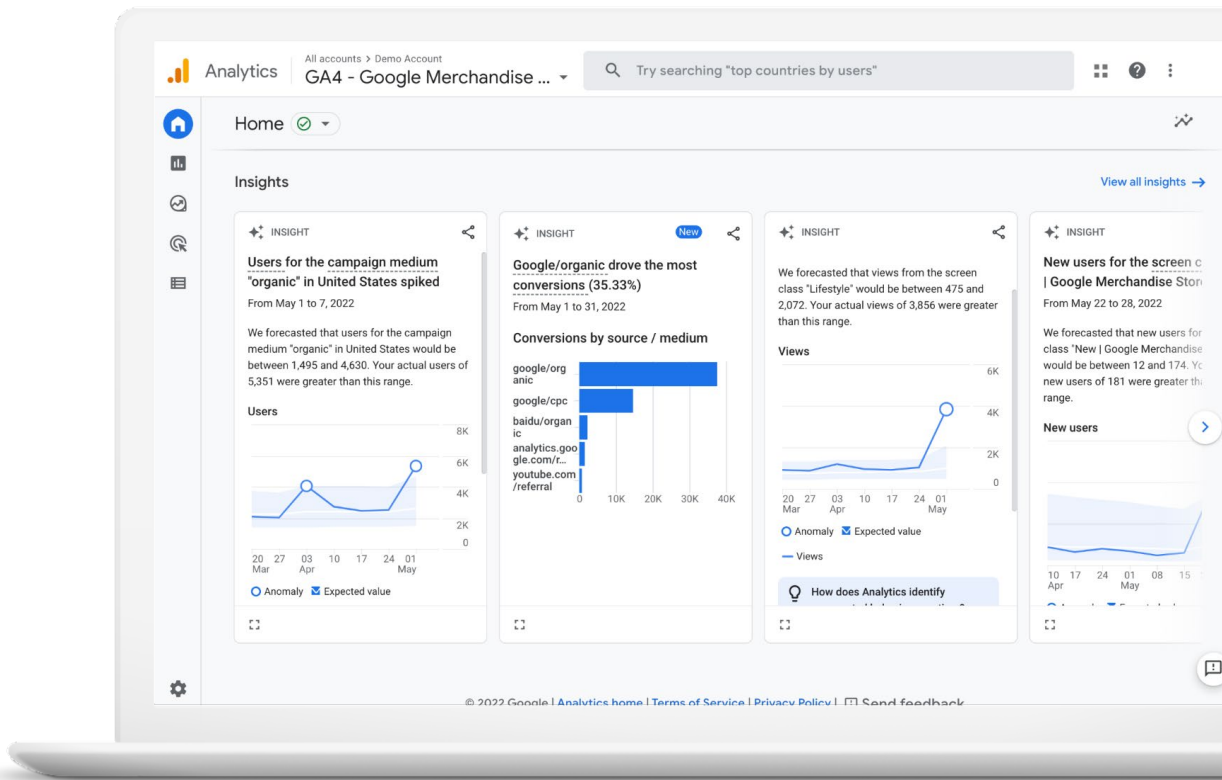 Analytics
All accounts > Demo Account
GA4 - Google Merchandise ...
Try searching "top countries by users"
Home
Insights
View all insights →
INSIGHT
Users for the campaign medium
"organic" in United States spiked
From May 1 to 7, 2022
We forecasted that users for the campaign
medium "organic" in United States would be
between 1,495 and 4,630. Your actual users of
5,351 were greater than this range.
Users
8K
6K
4K
2K
0
20 27 03 10 17 24 01
Mar Apr May
Anomaly Expected value
INSIGHT
New
Google/organic drove the most
conversions (35.33%)
From May 1 to 31, 2022
Conversions by source / medium
google/org
anic
google/cpc
baidu/organ
ic
analytics.goo
gle.com/r...
youtube.com
/referral
0 10K 20K 30K 40K
INSIGHT
We forecasted that views from the screen
class "Lifestyle" would be between 475 and
2,072. Your actual views of 3,856 were greater
than this range.
Views
6K
4K
2K
0
20 27 03 10 17 24 01
Mar Apr May
Anomaly Expected value
Views
How does Analytics identify
INSIGHT
New users for the screen c
| Google Merchandise Stor
From May 22 to 28, 2022
We forecasted that new users for
class "New | Google Merchandise
would be between 12 and 174. Yo
new users of 181 were greater th
range.
New users
10 17 24 01 08 15
Apr May
© 2022 Google | Analytics home | Terms of Service | Privacy Policy | Send feedback